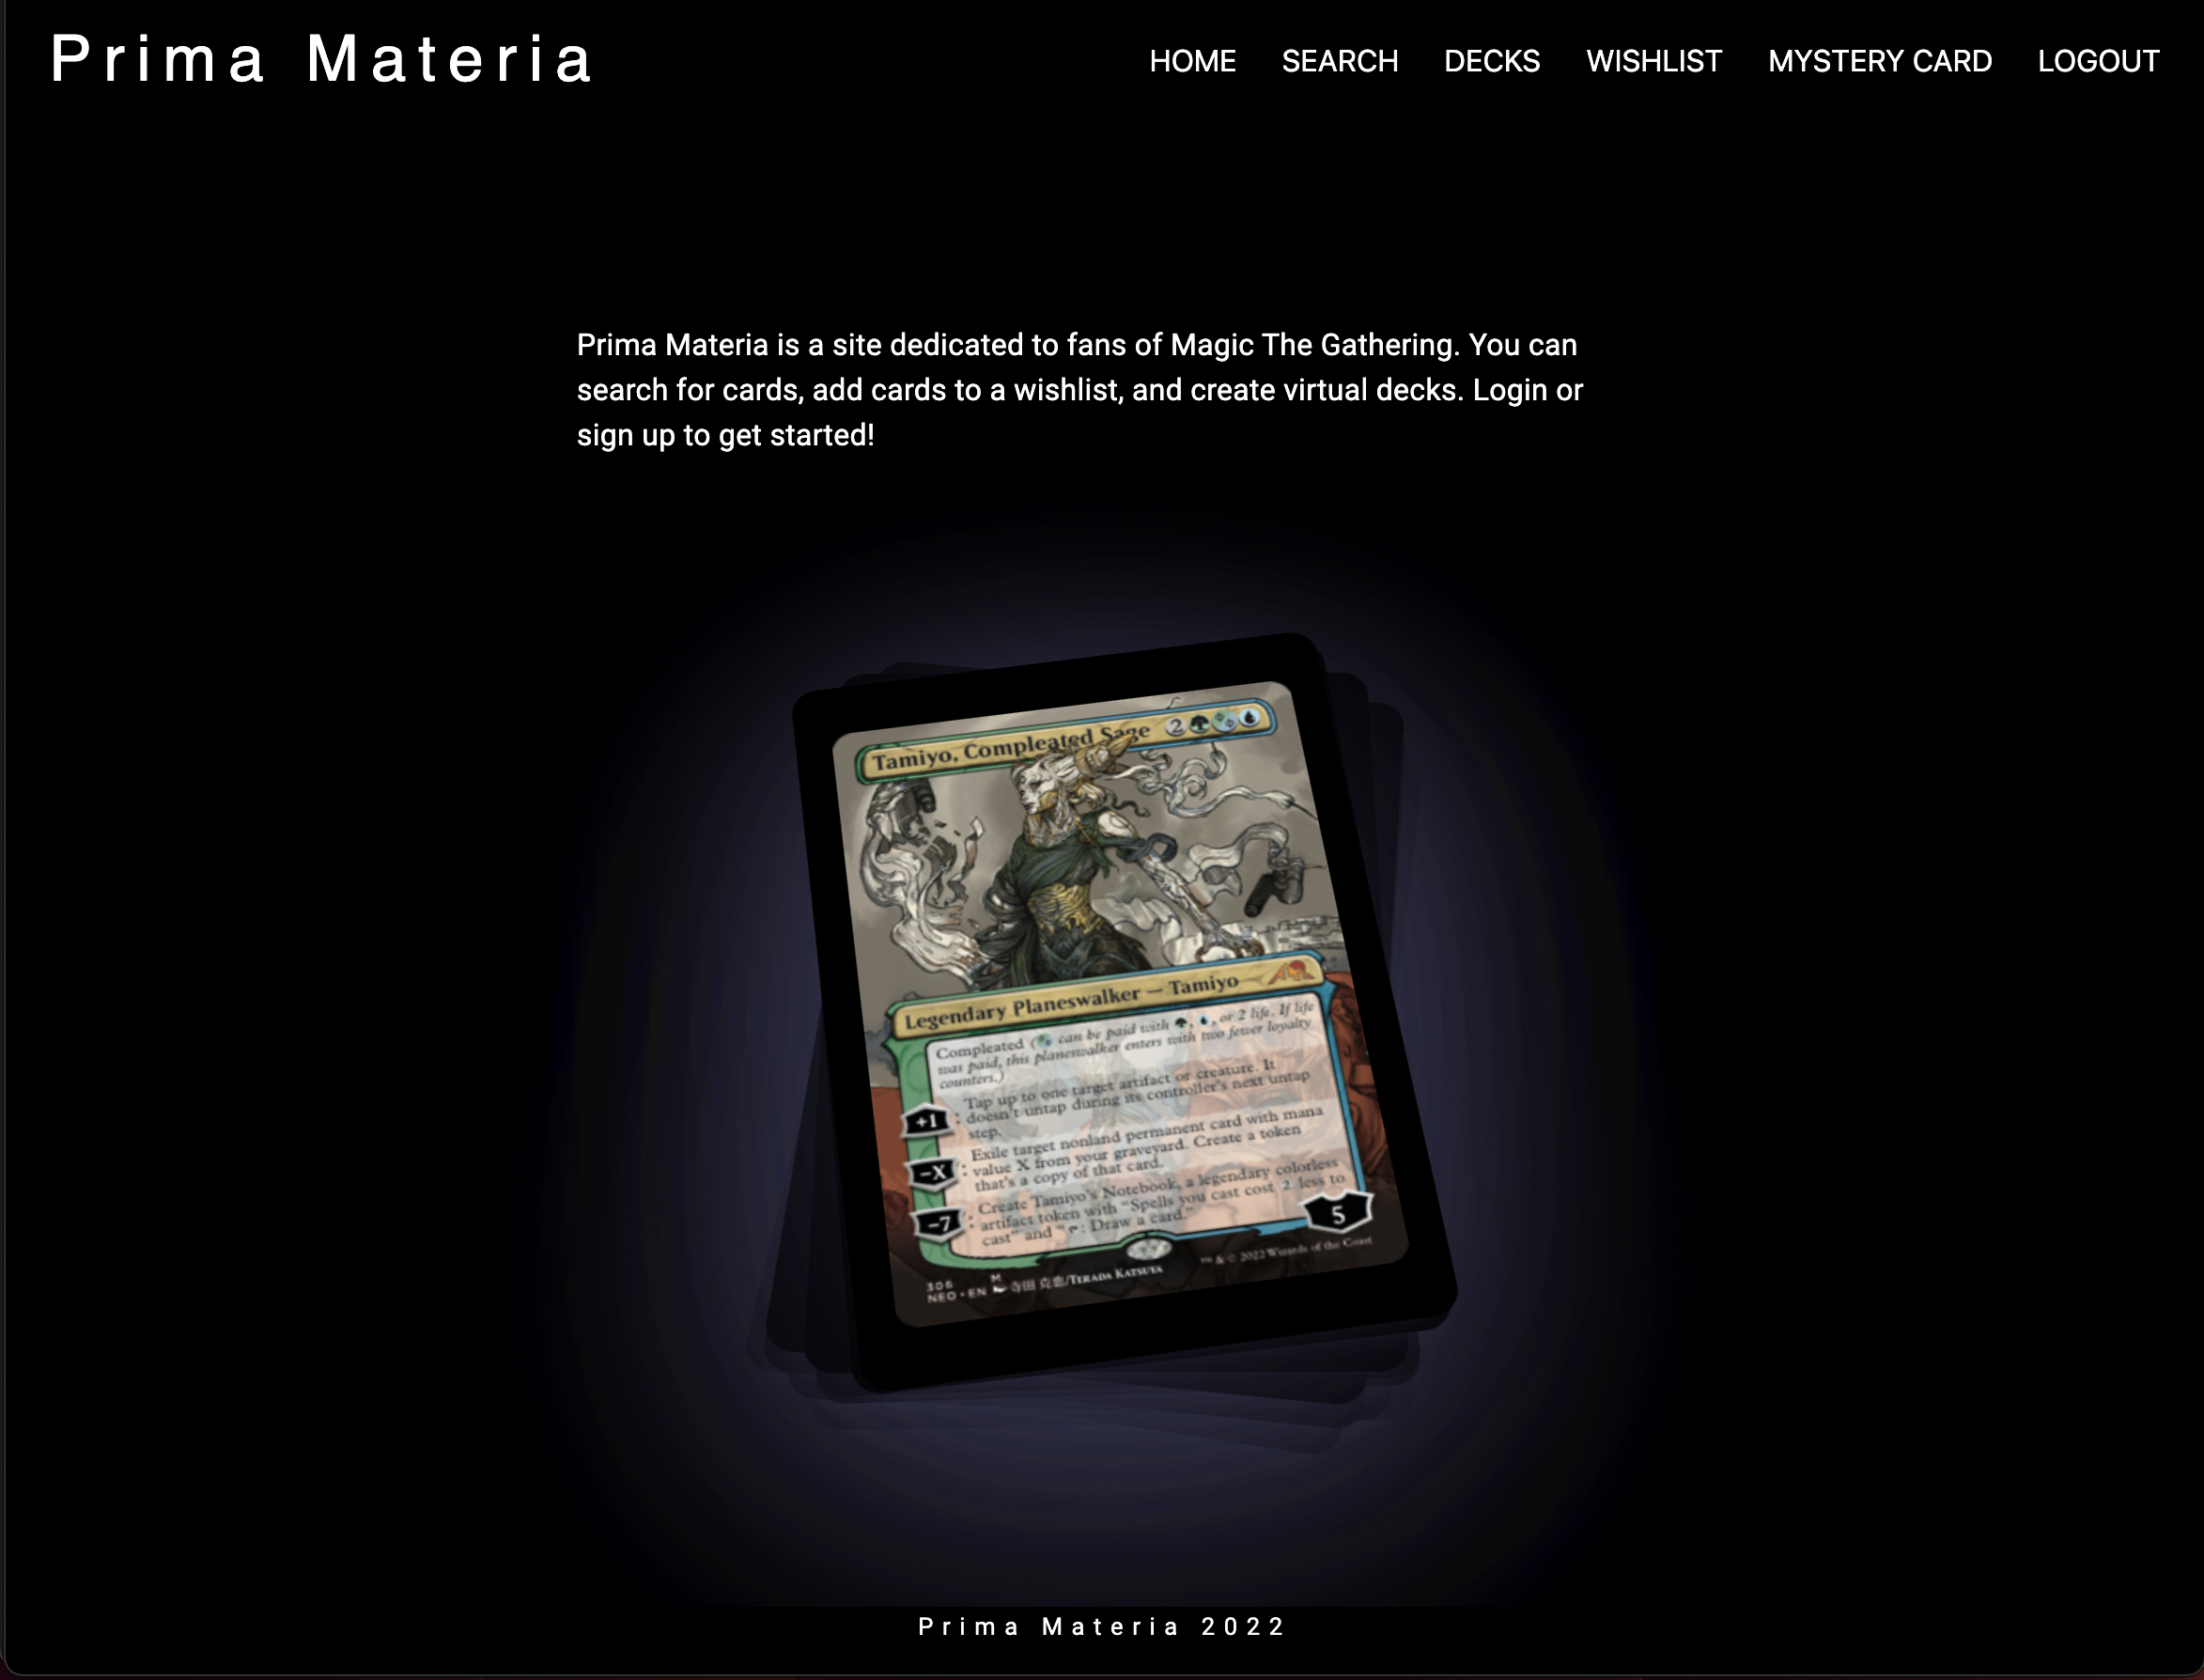 Prima Materia
HOME SEARCH DECKS WISHLIST MYSTERY CARD LOGOUT
Prima Materia is a site dedicated to fans of Magic The Gathering. You can
search for cards, add cards to a wishlist, and create virtual decks. Login or
sign up to get started!
Tamiyo, Compleated Sage 2
Legendary Planeswalker — Tamiyo
Compleated ( can be paid with , , or 2 life. If life
was paid, this planeswalker enters with two fewer loyalty
counters.)
+1 : Tap up to one target artifact or creature. It
doesn't untap during its controller's next untap
step.
−X : Exile target nonland permanent card with mana
value X from your graveyard. Create a token
that's a copy of that card.
−7 : Create Tamiyo's Notebook, a legendary colorless
artifact token with "Spells you cast cost 2 less to
cast" and " : Draw a card."
5
306 M
NEO • EN 寺田 克也/TERADA KATSUYA
™ & © 2022 Wizards of the Coast
Prima Materia 2022